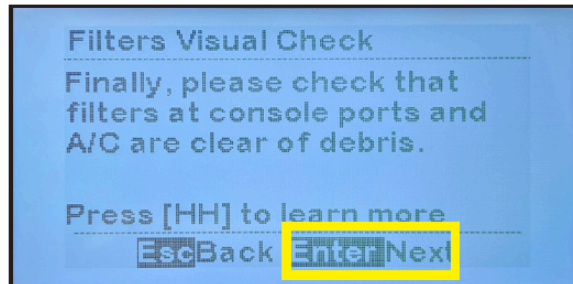 Filters Visual Check
Finally, please check that
filters at console ports and
A/C are clear of debris.
Press [HH] to learn more
EscBack EnterNext